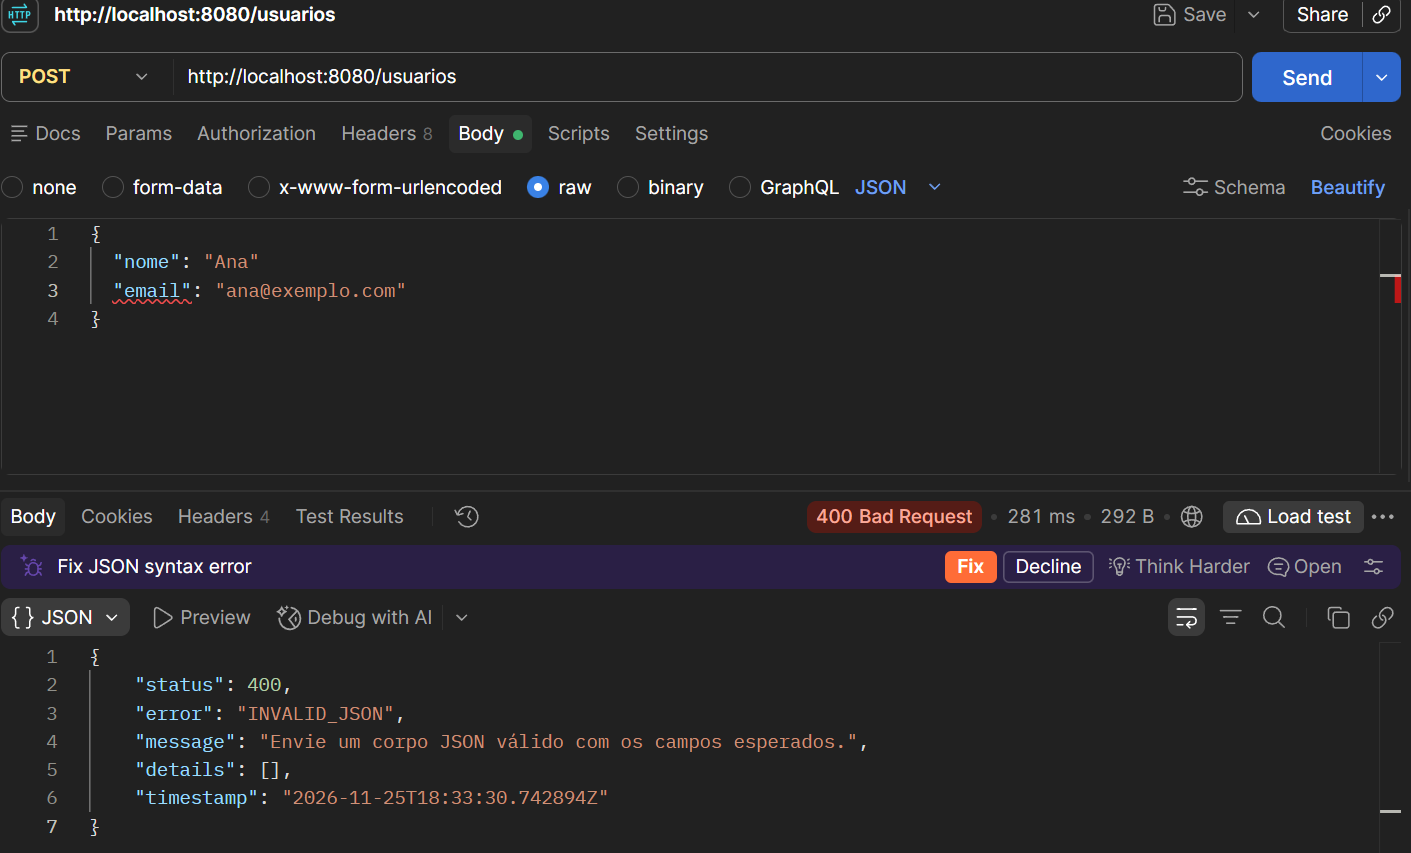 HTTP http://localhost:8080/usuarios Save Share
POST http://localhost:8080/usuarios Send
Docs Params Authorization Headers 8 Body Scripts Settings Cookies
none form-data x-www-form-urlencoded raw binary GraphQL JSON Schema Beautify
1 {
2 "nome": "Ana"
3 "email": "ana@exemplo.com"
4 }
Body Cookies Headers 4 Test Results 400 Bad Request 281 ms 292 B Load test
Fix JSON syntax error Fix Decline Think Harder Open
{} JSON Preview Debug with AI
1 {
2 "status": 400,
3 "error": "INVALID_JSON",
4 "message": "Envie um corpo JSON válido com os campos esperados.",
5 "details": [],
6 "timestamp": "2026-11-25T18:33:30.742894Z"
7 }